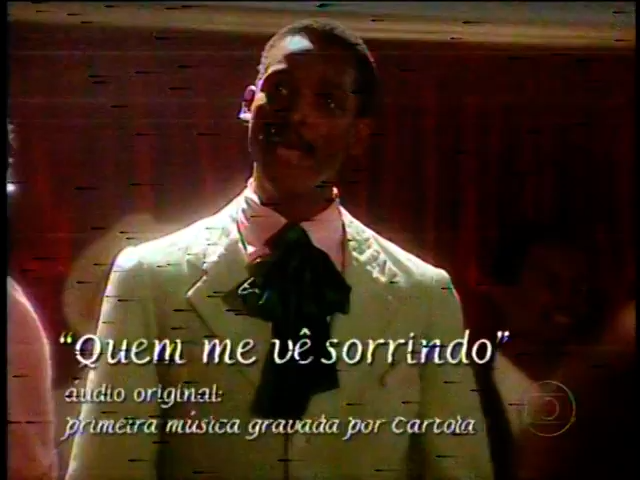 “Quem me vê sorrindo”
áudio original:
primeira música gravada por Cartola